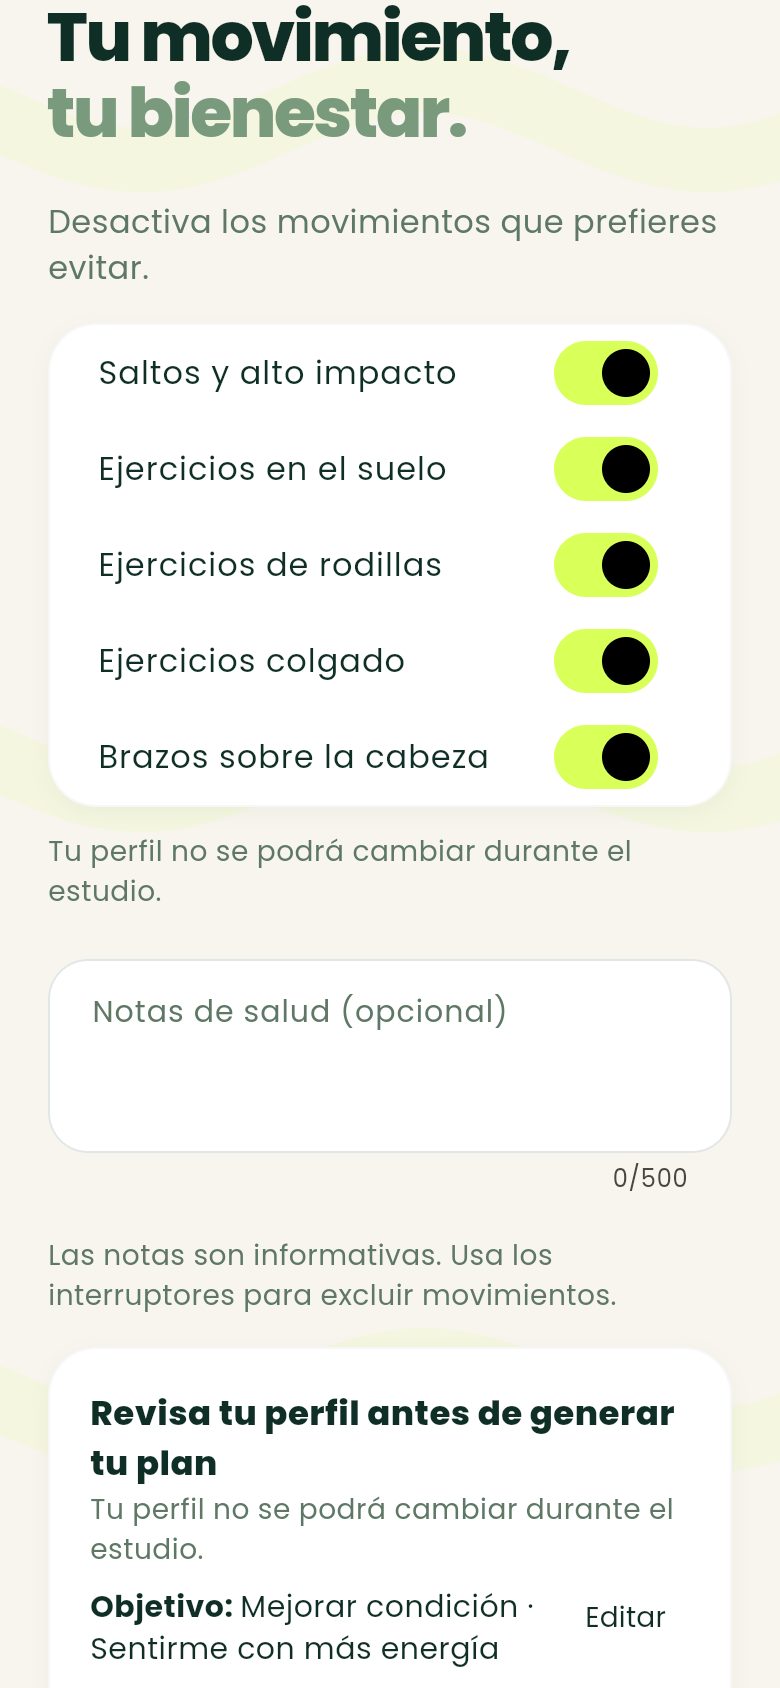 Tu movimiento,
tu bienestar.
Desactiva los movimientos que prefieres
evitar.
Saltos y alto impacto
Ejercicios en el suelo
Ejercicios de rodillas
Ejercicios colgado
Brazos sobre la cabeza
Tu perfil no se podrá cambiar durante el
estudio.
Notas de salud (opcional)
0/500
Las notas son informativas. Usa los
interruptores para excluir movimientos.
Revisa tu perfil antes de generar
tu plan
Tu perfil no se podrá cambiar durante el
estudio.
Objetivo: Mejorar condición ·
Sentirme con más energía
Editar